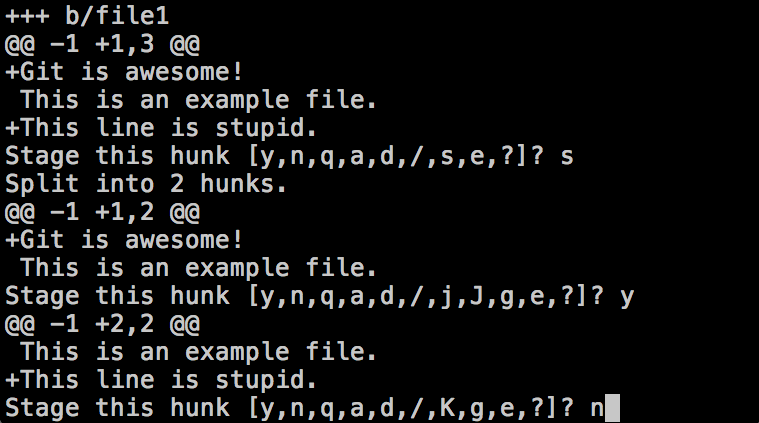 +++ b/file1
@@ -1 +1,3 @@
+Git is awesome!
 This is an example file.
+This line is stupid.
Stage this hunk [y,n,q,a,d,/,s,e,?]? s
Split into 2 hunks.
@@ -1 +1,2 @@
+Git is awesome!
 This is an example file.
Stage this hunk [y,n,q,a,d,/,j,J,g,e,?]? y
@@ -1 +2,2 @@
 This is an example file.
+This line is stupid.
Stage this hunk [y,n,q,a,d,/,K,g,e,?]? n